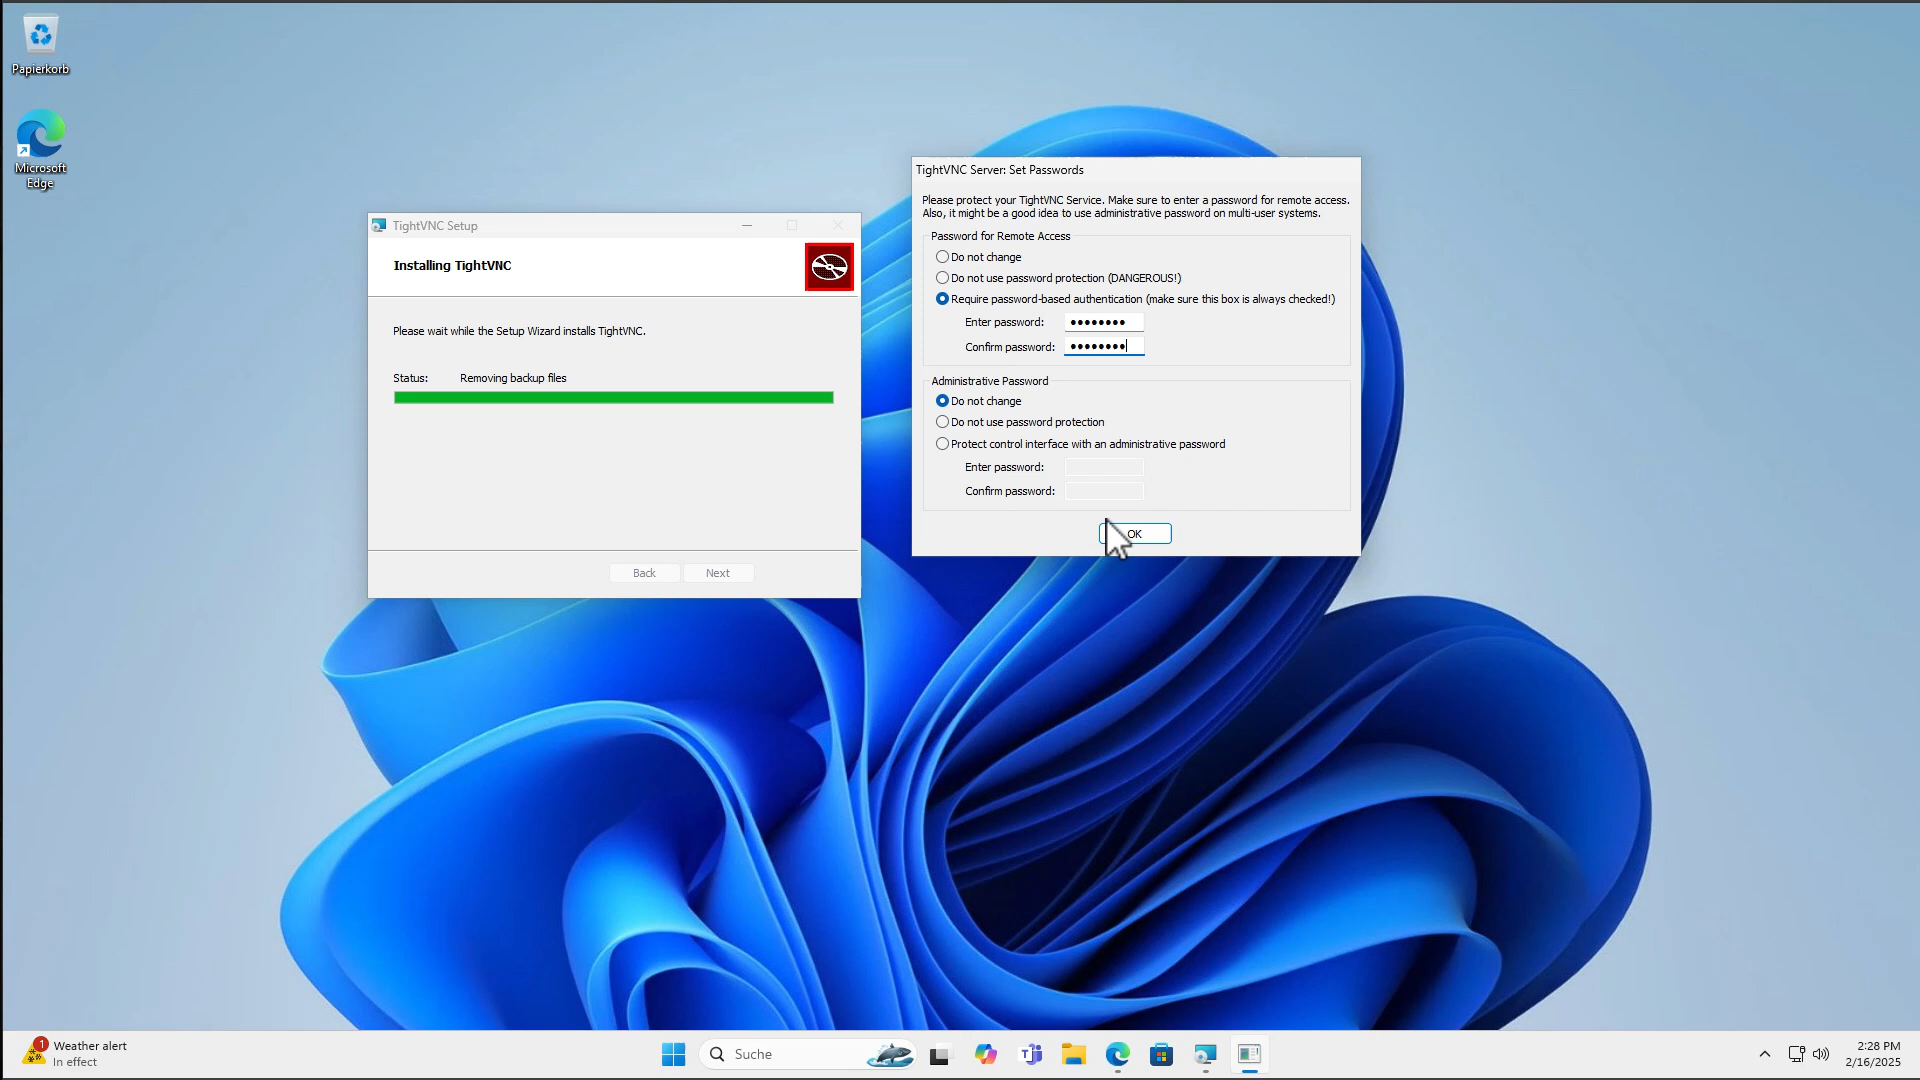 Papierkorb
Microsoft
Edge
TightVNC Setup
Installing TightVNC
Please wait while the Setup Wizard installs TightVNC.
Status: Removing backup files
Back Next
TightVNC Server: Set Passwords
Please protect your TightVNC Service. Make sure to enter a password for remote access.
Also, it might be a good idea to use administrative password on multi-user systems.
Password for Remote Access
Do not change
Do not use password protection (DANGEROUS!)
Require password-based authentication (make sure this box is always checked!)
Enter password: ●●●●●●●●
Confirm password: ●●●●●●●●
Administrative Password
Do not change
Do not use password protection
Protect control interface with an administrative password
Enter password:
Confirm password:
OK
1
Weather alert
In effect
Suche
2:28 PM
2/16/2025